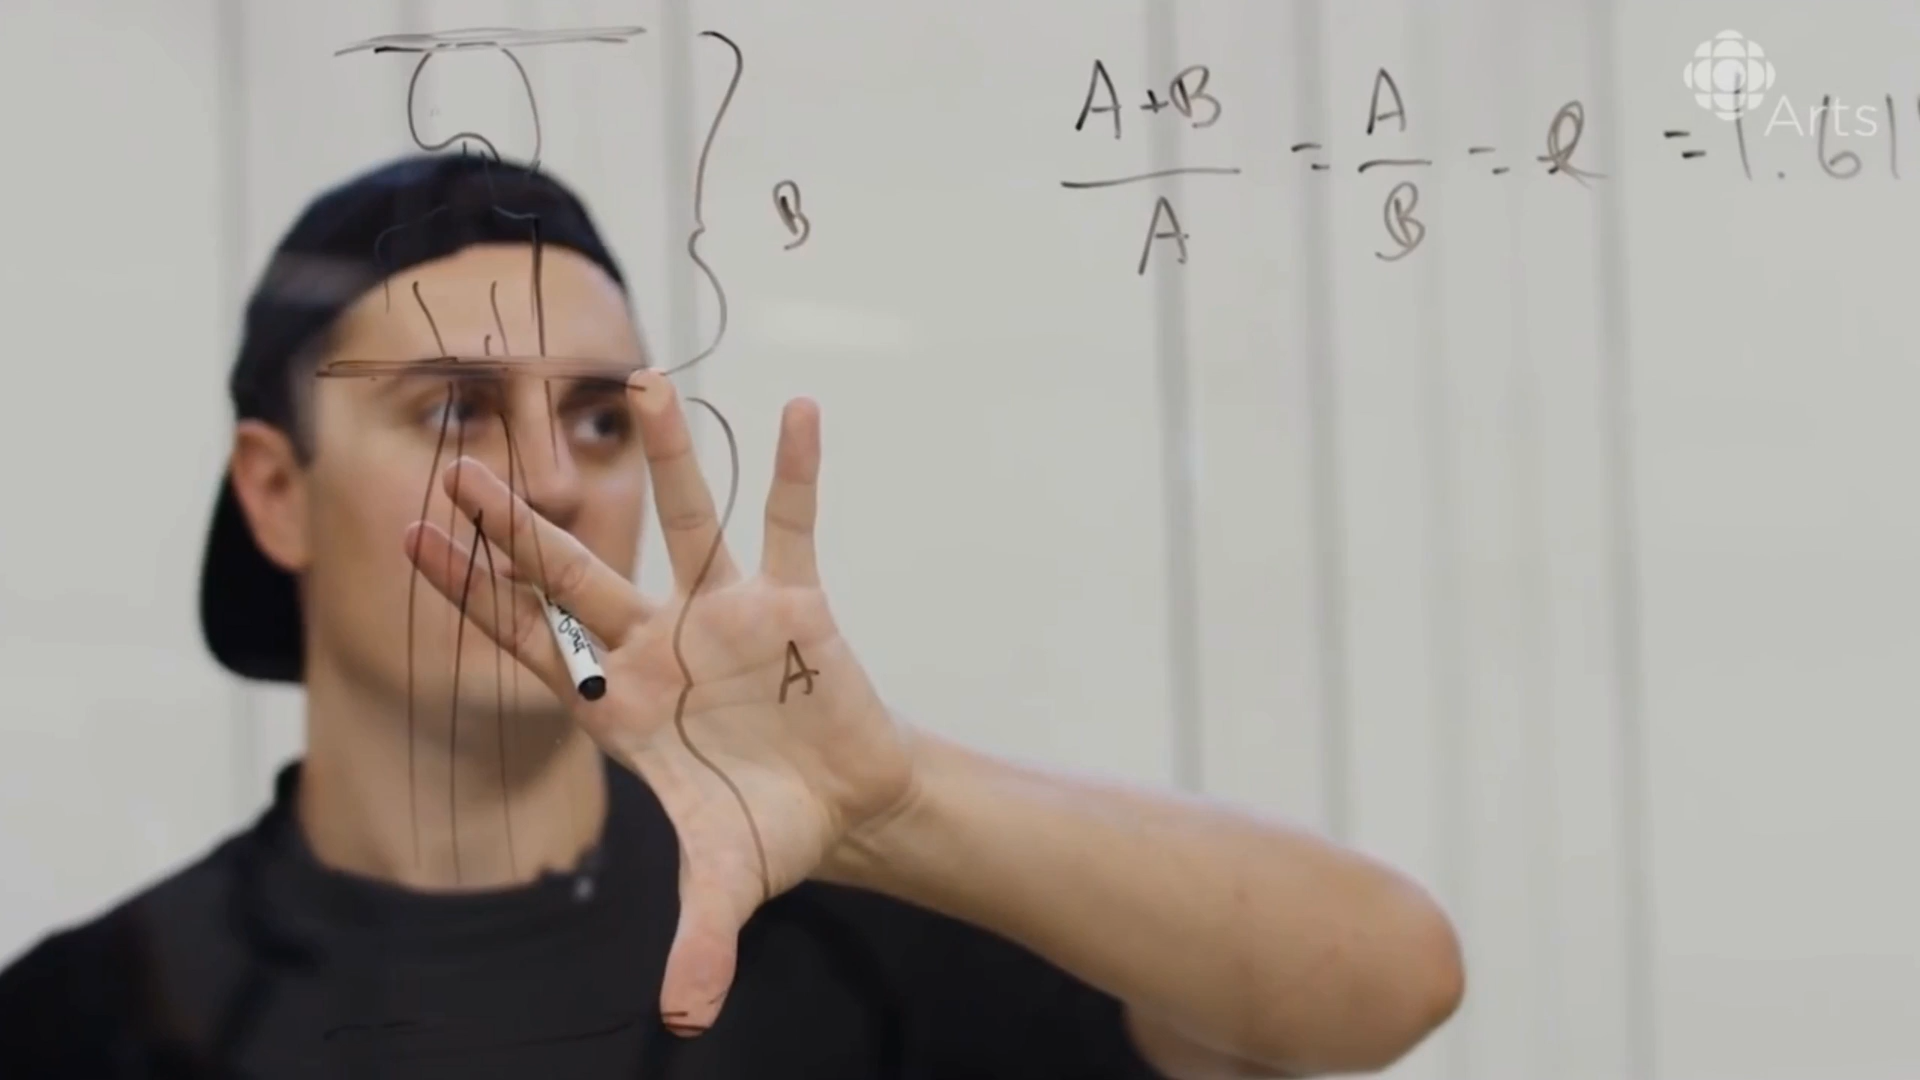 A+B / A = A / B = φ = 1.61
B
A
Arts